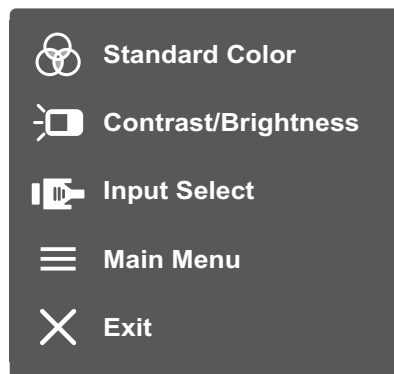 Standard Color
Contrast/Brightness
Input Select
Main Menu
Exit